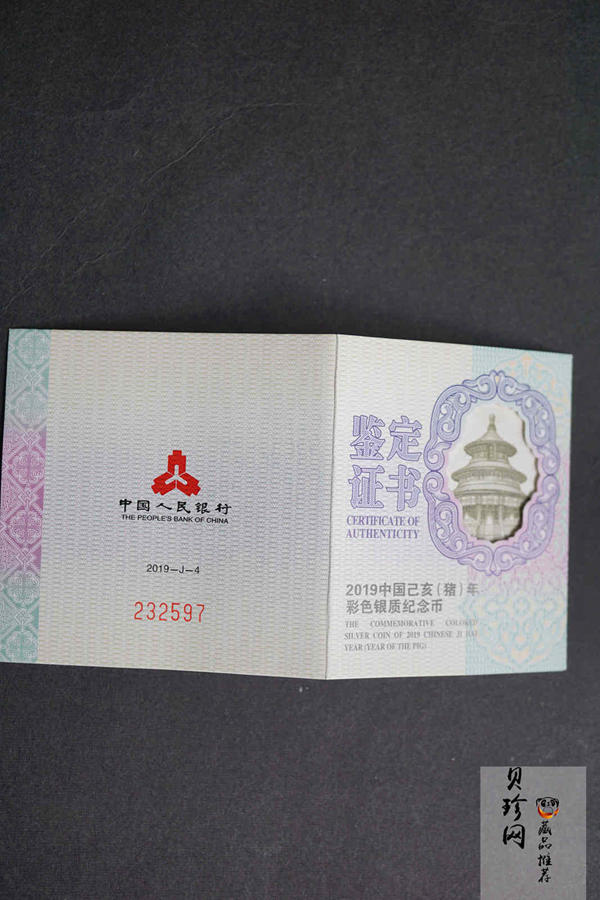 中国人民银行
THE PEOPLE'S BANK OF CHINA
2019-J-4
232597
鉴定
证书
CERTIFICATE OF
AUTHENTICITY
2019中国己亥(猪)年
彩色银质纪念币
THE COMMEMORATIVE COLORED
SILVER COIN OF 2019 CHINESE JI HAI
YEAR (YEAR OF THE PIG)
贝珍网
藏品推荐